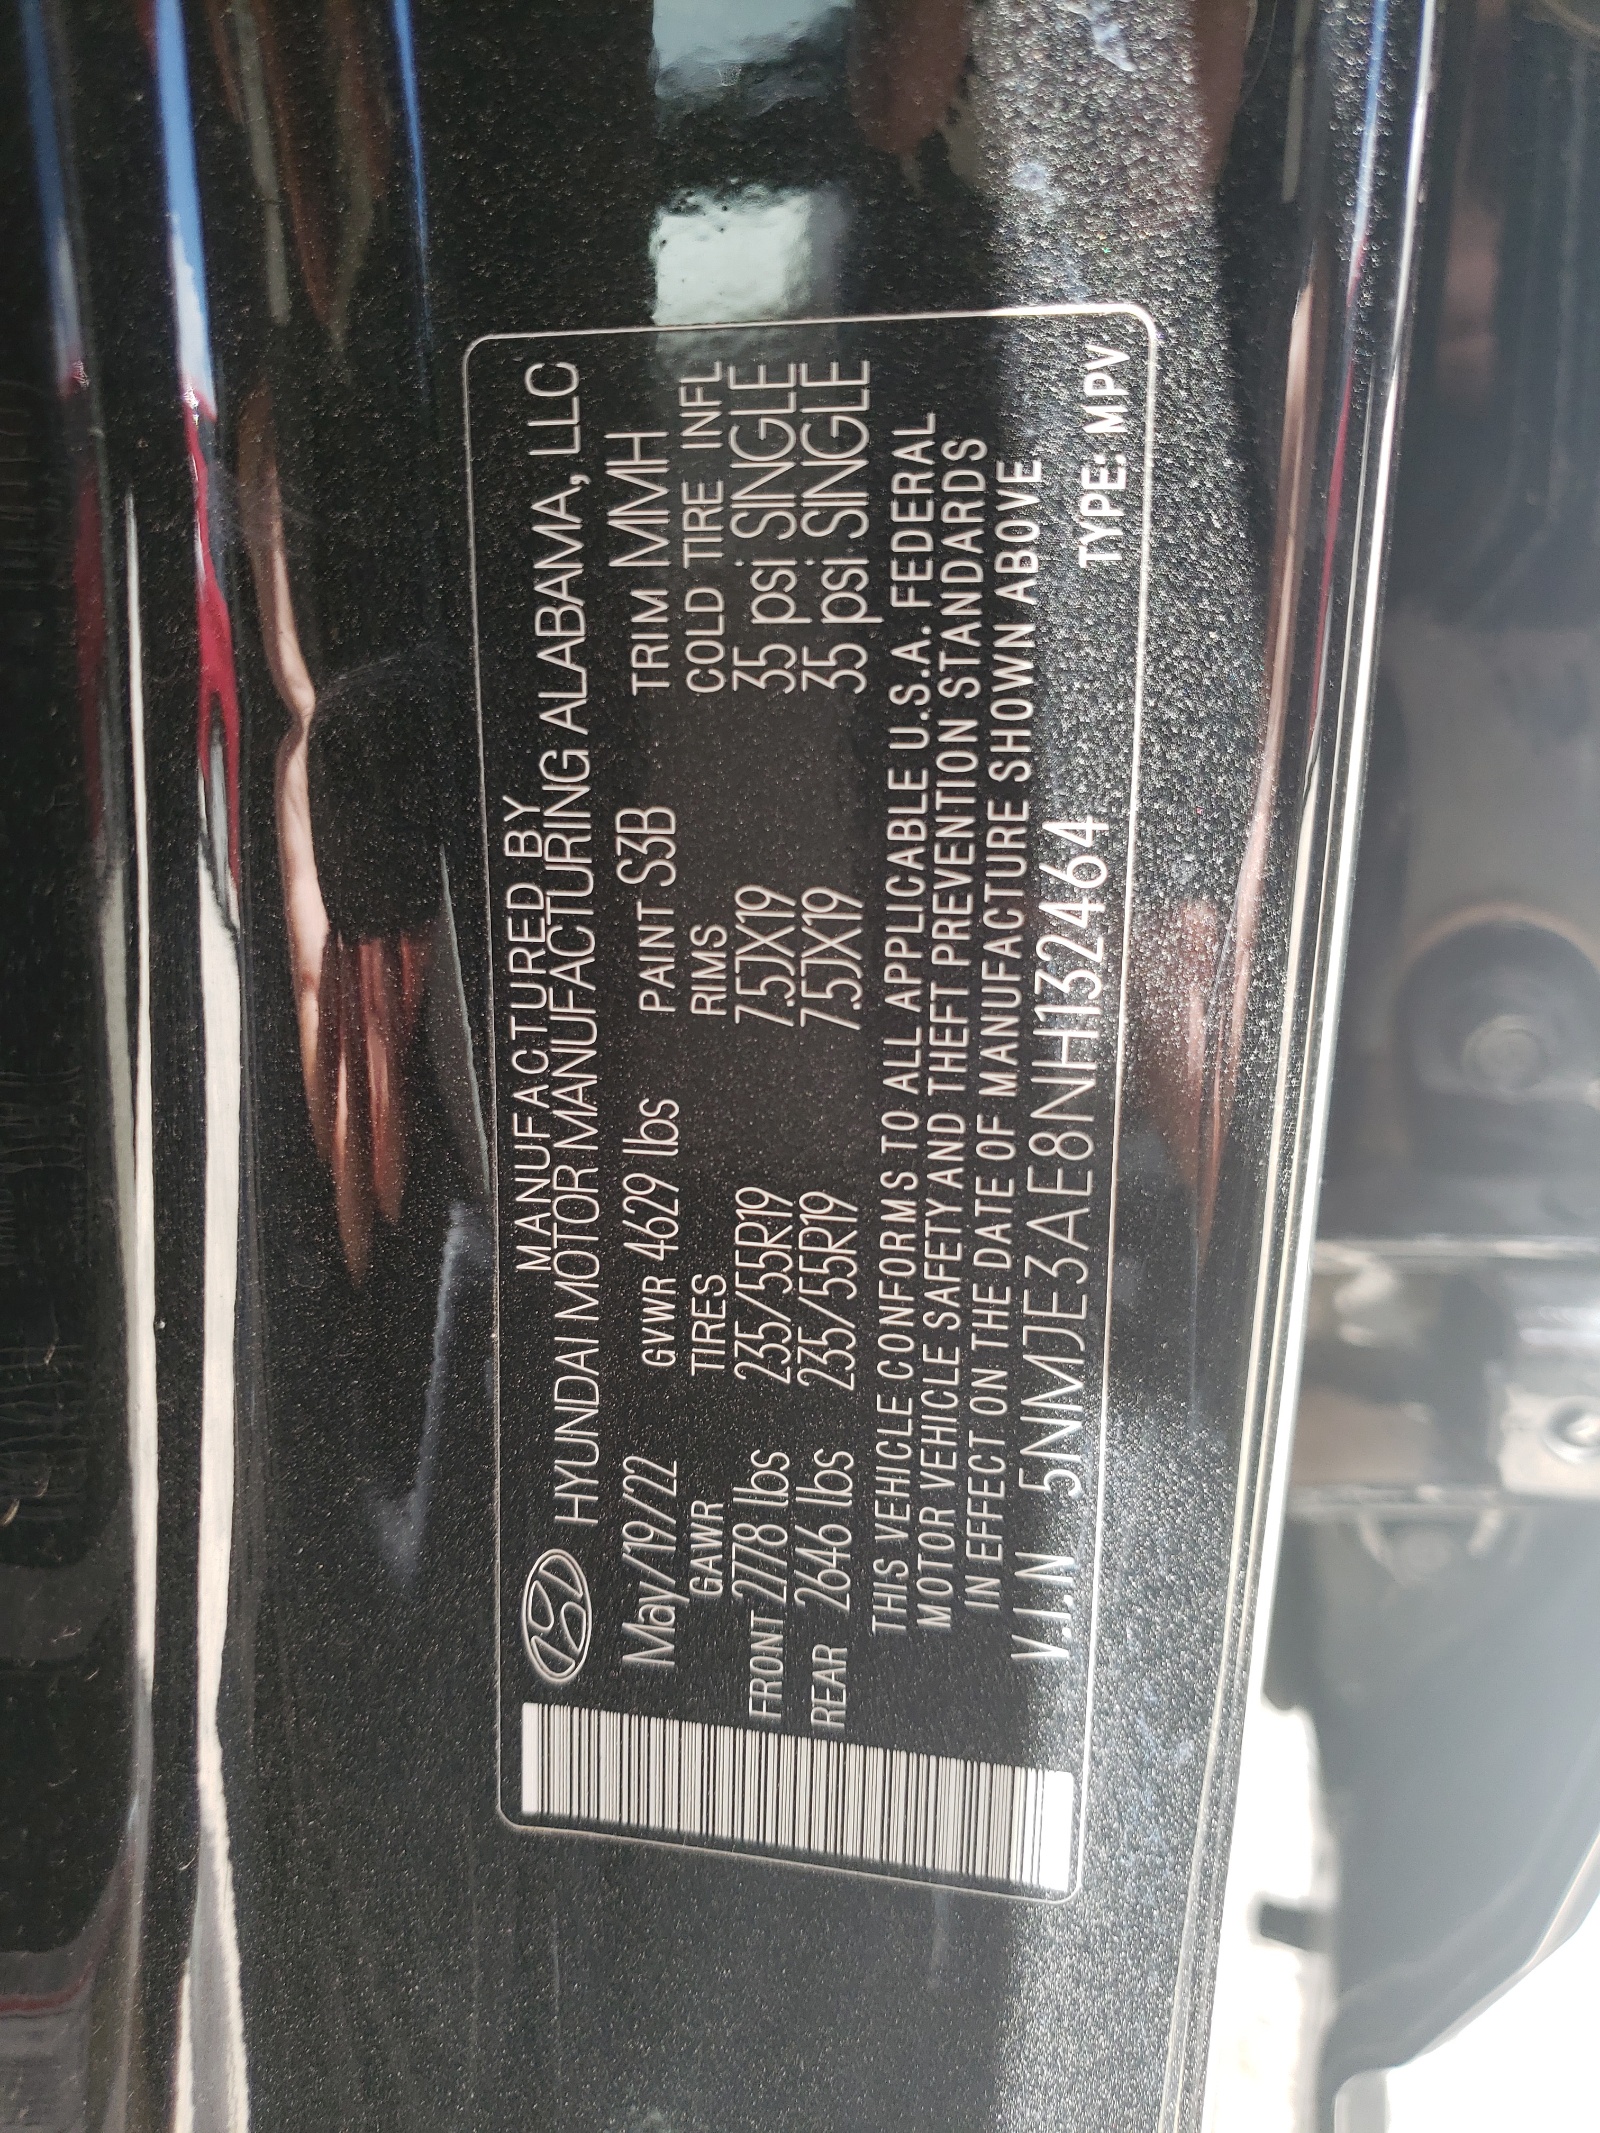 MANUFACTURED BY
HYUNDAI MOTOR MANUFACTURING ALABAMA, LLC
May/19/22 GVWR 4629 lbs PAINT S3B TRIM MMH
GAWR TIRES RIMS COLD TIRE INFL
FRONT 2778 lbs 235/55R19 7.5JX19 35 psi SINGLE
REAR 2646 lbs 235/55R19 7.5JX19 35 psi SINGLE
THIS VEHICLE CONFORMS TO ALL APPLICABLE U.S.A. FEDERAL
MOTOR VEHICLE SAFETY AND THEFT PREVENTION STANDARDS
IN EFFECT ON THE DATE OF MANUFACTURE SHOWN ABOVE
V.I.N 5NMJE3AE8NH132464 TYPE: MPV